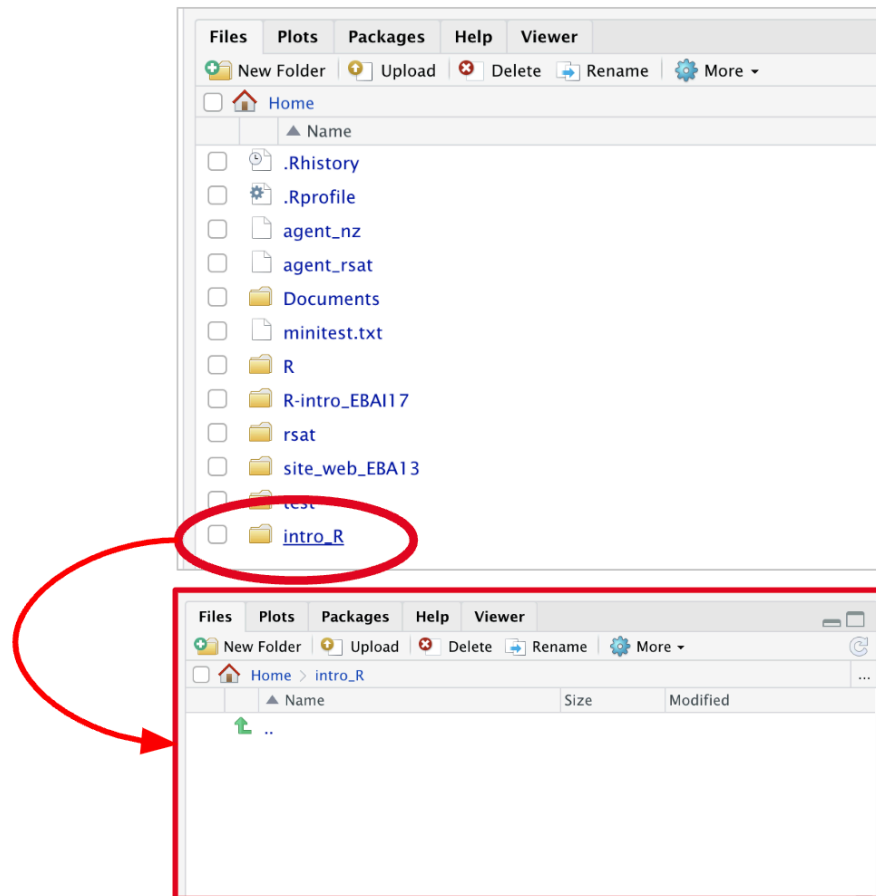 Files Plots Packages Help Viewer
New Folder Upload Delete Rename More
Home
Name
.Rhistory
.Rprofile
agent_nz
agent_rsat
Documents
minitest.txt
R
R-intro_EBAI17
rsat
site_web_EBA13
test
intro_R
Files Plots Packages Help Viewer
New Folder Upload Delete Rename More
Home > intro_R ...
Name Size Modified
..